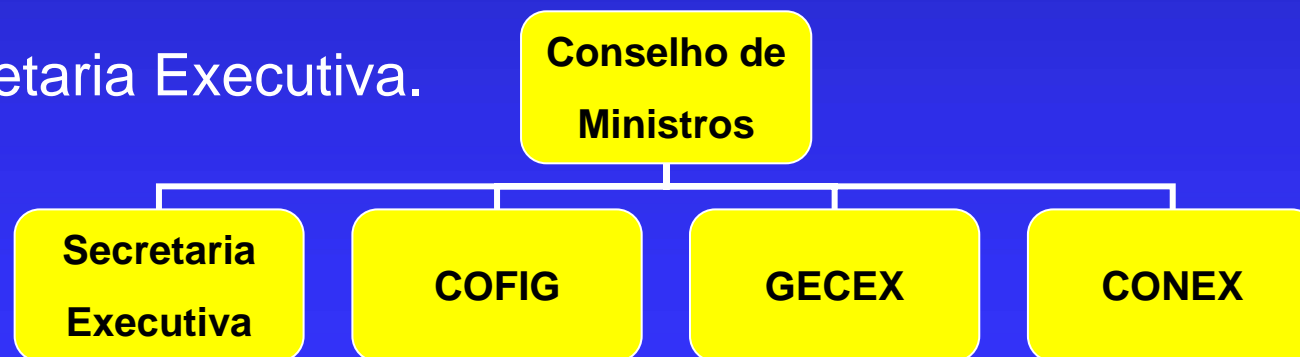 etaria Executiva.
Conselho de
Ministros
Secretaria
Executiva
COFIG
GECEX
CONEX